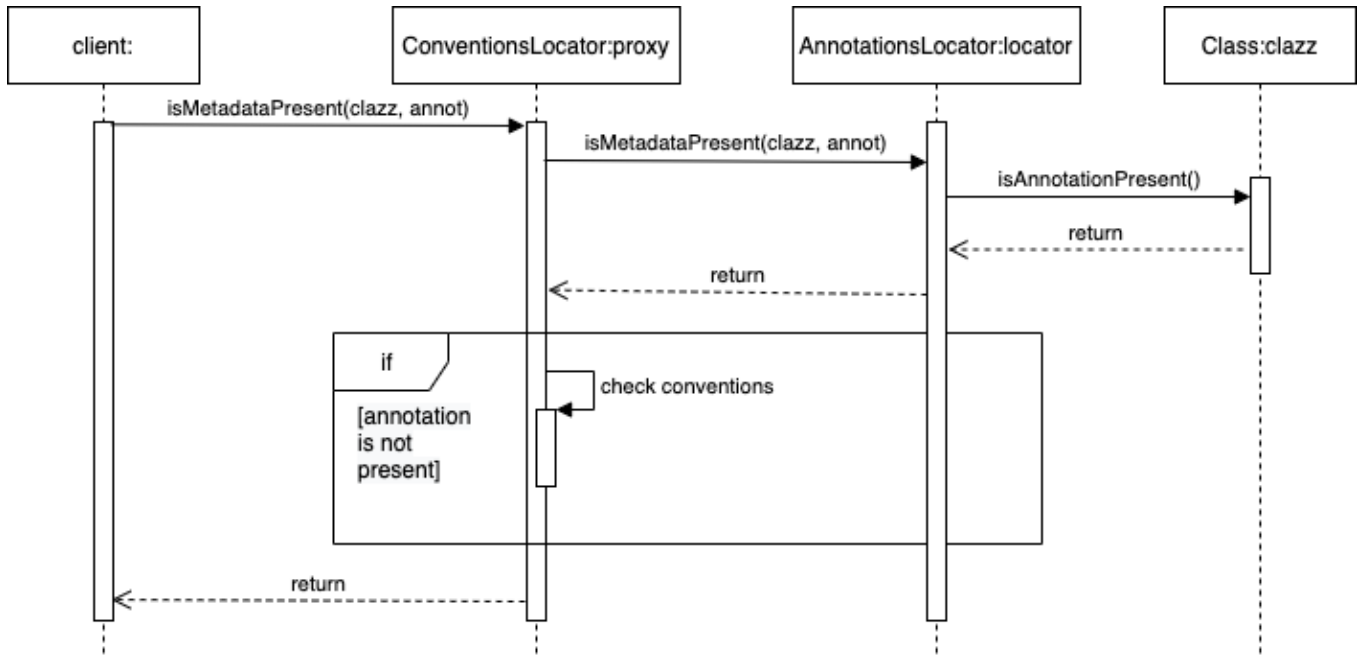 client:
ConventionsLocator:proxy
AnnotationsLocator:locator
Class:clazz
isMetadataPresent(clazz, annot)
isMetadataPresent(clazz, annot)
isAnnotationPresent()
return
return
if
check conventions
[annotation
is not
present]
return